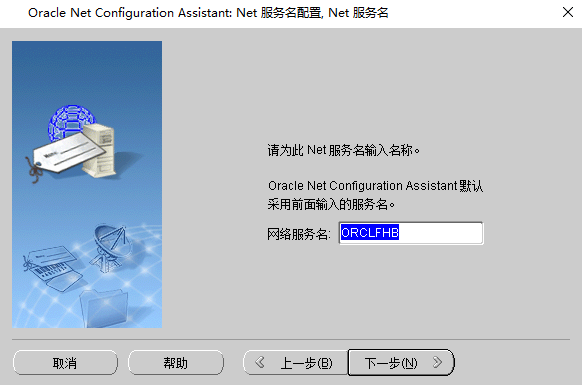 Oracle Net Configuration Assistant: Net 服务名配置, Net 服务名
请为此 Net 服务名输入名称。
Oracle Net Configuration Assistant 默认
采用前面输入的服务名。
网络服务名: ORCLFHB
取消 帮助 上一步(B) 下一步(N)